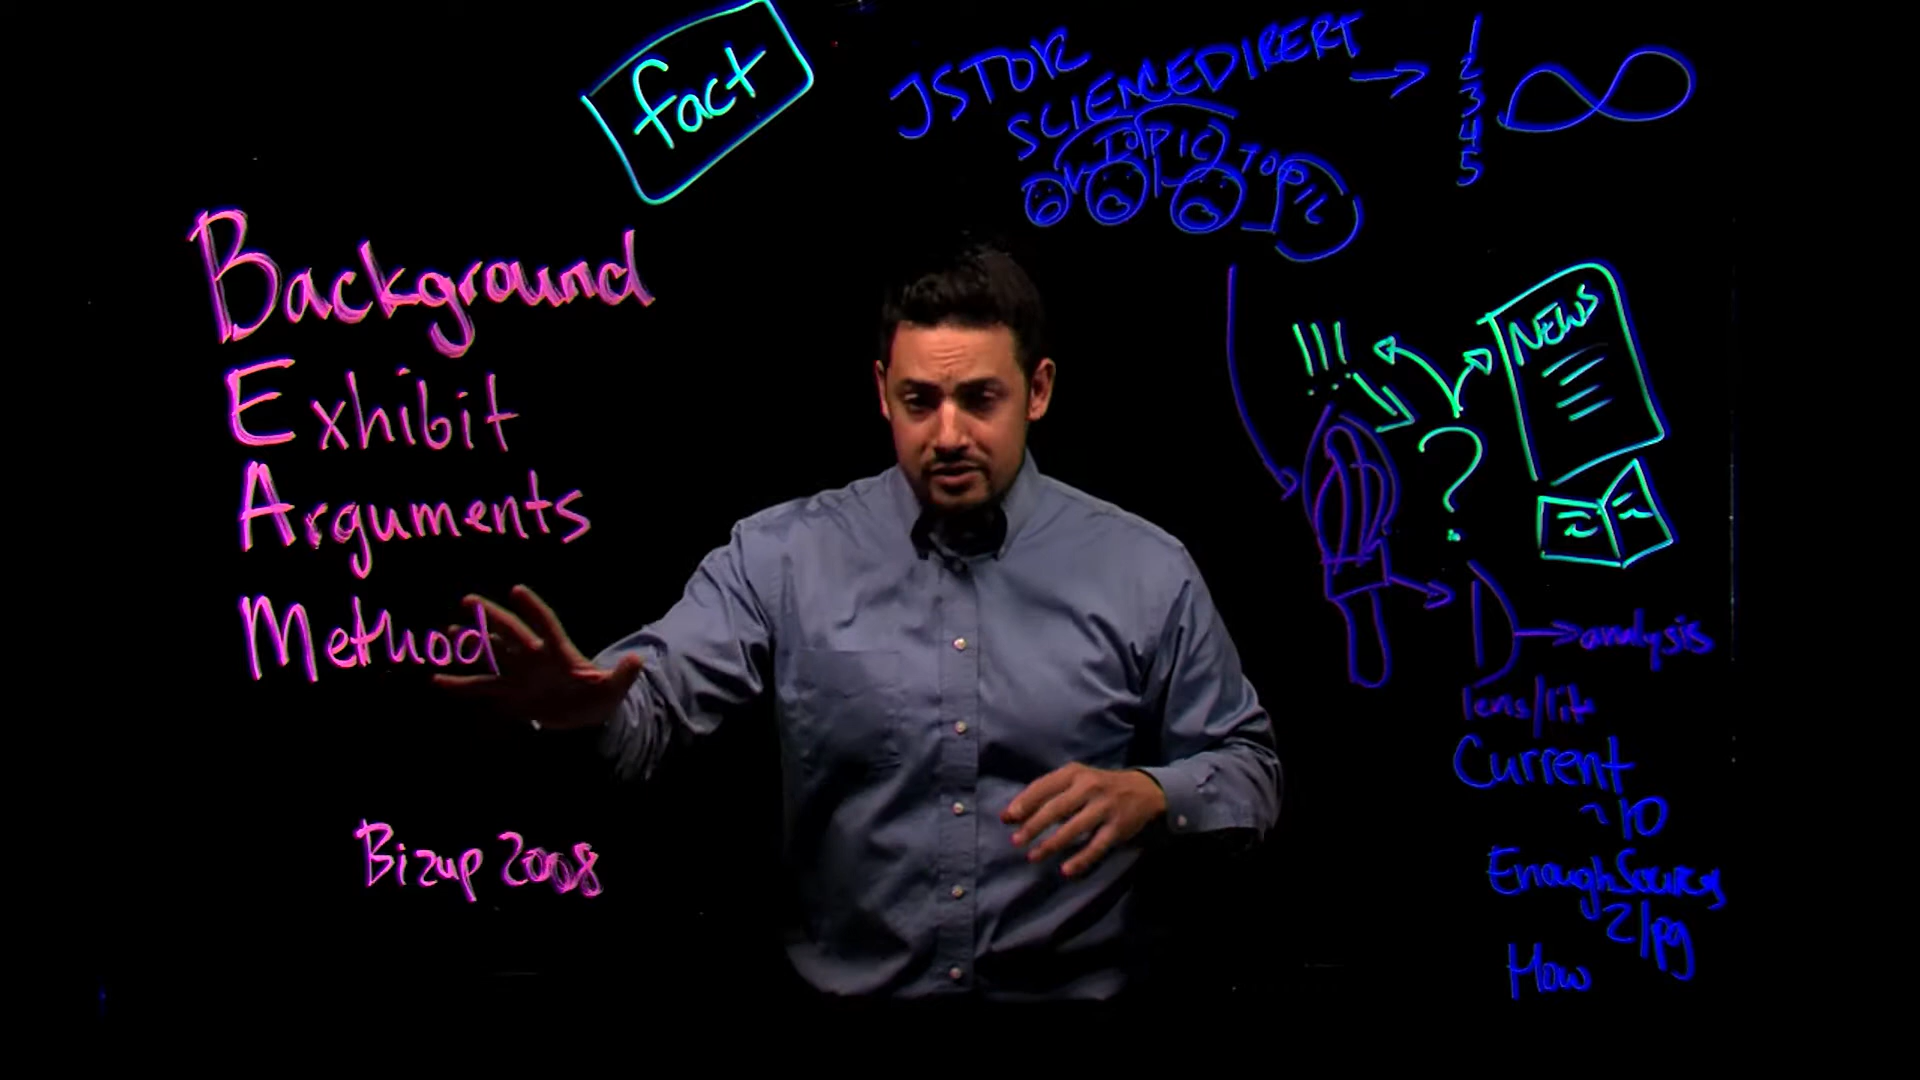 fact
JSTOR
SCIENCEDIRERT
TOPIC
TOPIC
1
2
3
4
5
Background
Exhibit
Arguments
Method
Bizup 2008
!!!
?
NEWS
analysis
lens/lit
Current
~10
Enough Sources
2/pg
How